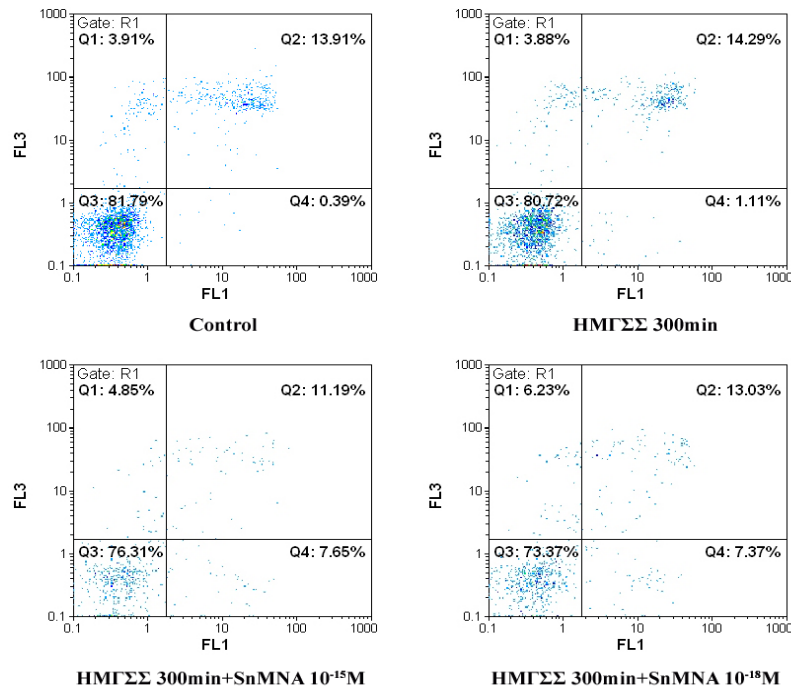 Gate: R1
Q1: 3.91%
Q2: 13.91%
1000
100
10
1
0.1
FL3
Q3: 81.79%
Q4: 0.39%
0.1
1
10
100
1000
FL1
Control
Gate: R1
Q1: 3.88%
Q2: 14.29%
1000
100
10
1
0.1
FL3
Q3: 80.72%
Q4: 1.11%
0.1
1
10
100
1000
FL1
ΗΜΓΣΣ 300min
Gate: R1
Q1: 4.85%
Q2: 11.19%
1000
100
10
1
0.1
FL3
Q3: 76.31%
Q4: 7.65%
0.1
1
10
100
1000
FL1
ΗΜΓΣΣ 300min+SnMNA 10⁻¹⁵M
Gate: R1
Q1: 6.23%
Q2: 13.03%
1000
100
10
1
0.1
FL3
Q3: 73.37%
Q4: 7.37%
0.1
1
10
100
1000
FL1
ΗΜΓΣΣ 300min+SnMNA 10⁻¹⁸M